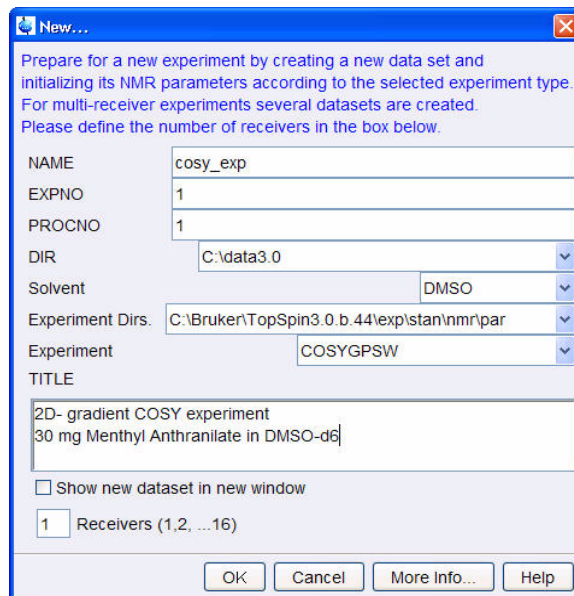 New...
Prepare for a new experiment by creating a new data set and
initializing its NMR parameters according to the selected experiment type.
For multi-receiver experiments several datasets are created.
Please define the number of receivers in the box below.
NAME cosy_exp
EXPNO 1
PROCNO 1
DIR C:\data3.0
Solvent DMSO
Experiment Dirs. C:\Bruker\TopSpin3.0.b.44\exp\stan\nmr\par
Experiment COSYGPSW
TITLE
2D- gradient COSY experiment
30 mg Menthyl Anthranilate in DMSO-d6
Show new dataset in new window
1 Receivers (1,2, ...16)
OK Cancel More Info... Help